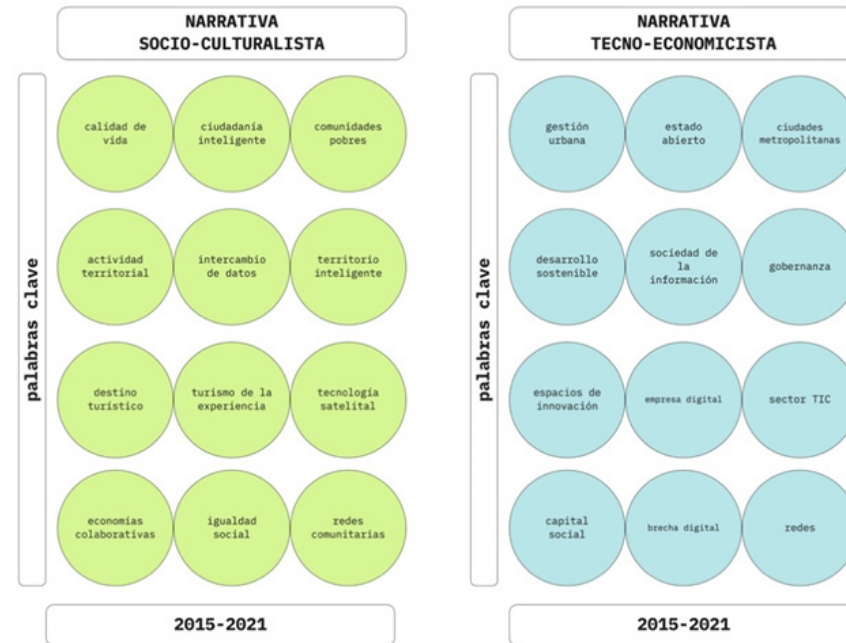 NARRATIVA
SOCIO-CULTURALISTA
palabras clave
calidad de
vida
ciudadanía
inteligente
comunidades
pobres
actividad
territorial
intercambio
de datos
territorio
inteligente
destino
turístico
turismo de la
experiencia
tecnología
satelital
economías
colaborativas
igualdad
social
redes
comunitarias
2015-2021
NARRATIVA
TECNO-ECONOMICISTA
palabras clave
gestión
urbana
estado
abierto
ciudades
metropolitanas
desarrollo
sostenible
sociedad de
la
información
gobernanza
espacios de
innovación
empresa digital
sector TIC
capital
social
brecha digital
redes
2015-2021